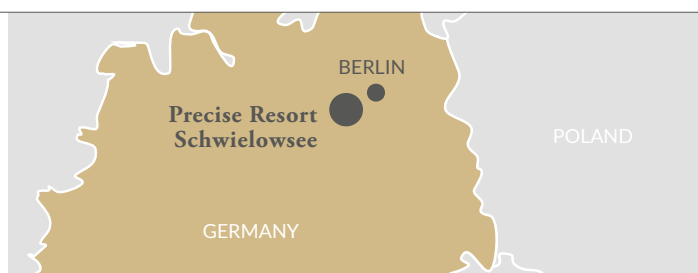 BERLIN
Precise Resort
Schwielowsee
POLAND
GERMANY